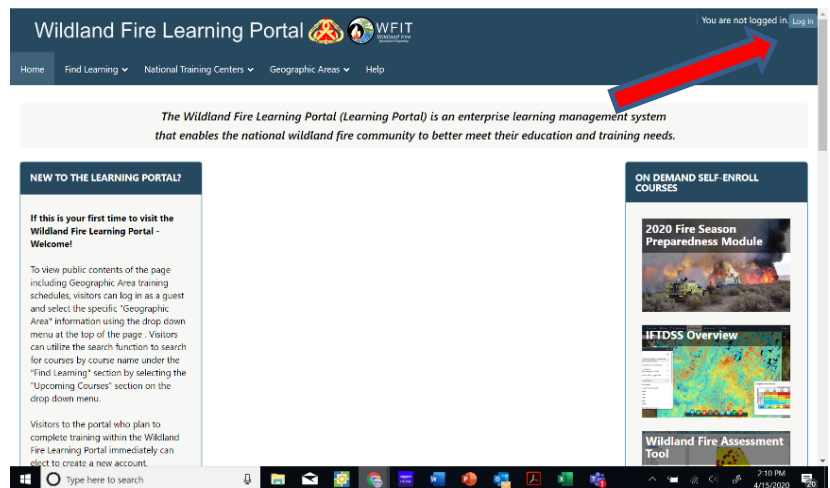 Wildland Fire Learning Portal WFIT
You are not logged in. Log in
Home Find Learning National Training Centers Geographic Areas Help
The Wildland Fire Learning Portal (Learning Portal) is an enterprise learning management system
that enables the national wildland fire community to better meet their education and training needs.
NEW TO THE LEARNING PORTAL?
If this is your first time to visit the
Wildland Fire Learning Portal -
Welcome!
To view public contents of the page
including Geographic Area training
schedules, visitors can log in as a guest
and select the specific "Geographic
Area" information using the drop down
menu at the top of the page . Visitors
can utilize the search function to search
for courses by course name under the
"Find Learning" section by selecting the
"Upcoming Courses" section on the
drop down menu.
Visitors to the portal who plan to
complete training within the Wildland
Fire Learning Portal immediately can
elect to create a new account.
ON DEMAND SELF-ENROLL
COURSES
2020 Fire Season
Preparedness Module
IFTDSS Overview
Wildland Fire Assessment
Tool
Type here to search
2:10 PM
4/15/2020
20